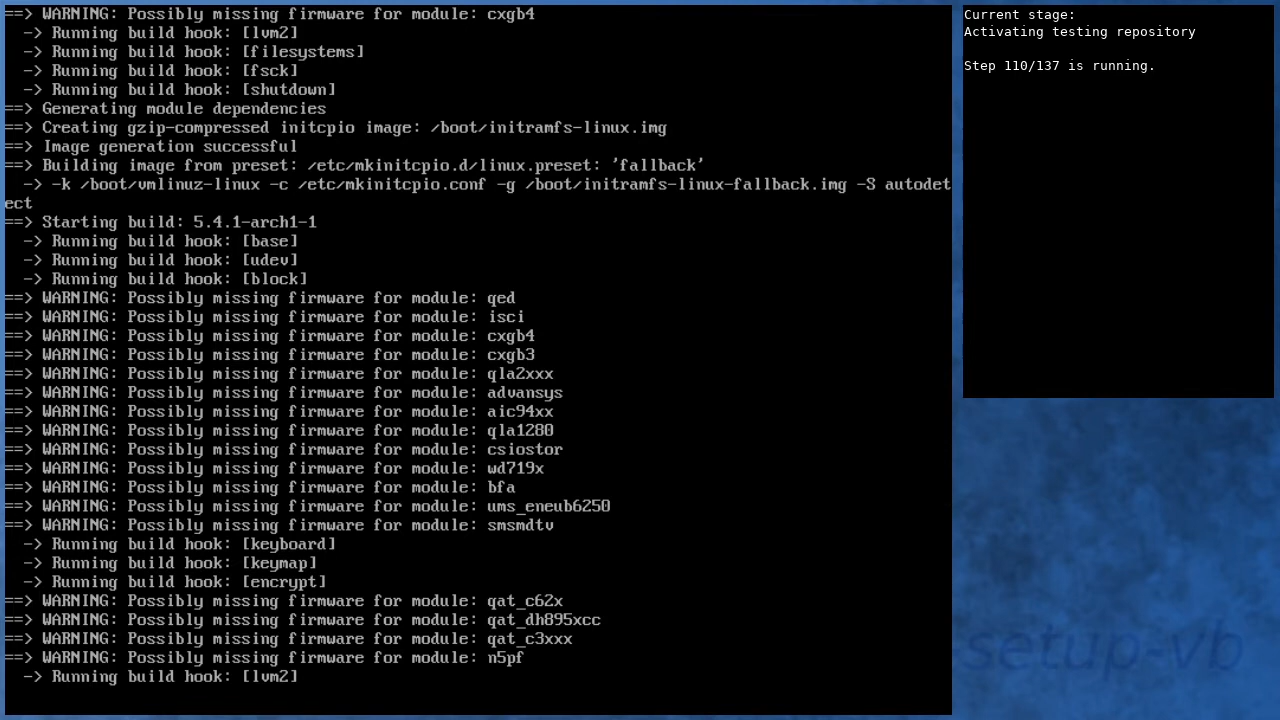 ==> WARNING: Possibly missing firmware for module: cxgb4
  -> Running build hook: [lvm2]
  -> Running build hook: [filesystems]
  -> Running build hook: [fsck]
  -> Running build hook: [shutdown]
==> Generating module dependencies
==> Creating gzip-compressed initcpio image: /boot/initramfs-linux.img
==> Image generation successful
==> Building image from preset: /etc/mkinitcpio.d/linux.preset: 'fallback'
  -> -k /boot/vmlinuz-linux -c /etc/mkinitcpio.conf -g /boot/initramfs-linux-fallback.img -S autodet
ect
==> Starting build: 5.4.1-arch1-1
  -> Running build hook: [base]
  -> Running build hook: [udev]
  -> Running build hook: [block]
==> WARNING: Possibly missing firmware for module: qed
==> WARNING: Possibly missing firmware for module: isci
==> WARNING: Possibly missing firmware for module: cxgb4
==> WARNING: Possibly missing firmware for module: cxgb3
==> WARNING: Possibly missing firmware for module: qla2xxx
==> WARNING: Possibly missing firmware for module: advansys
==> WARNING: Possibly missing firmware for module: aic94xx
==> WARNING: Possibly missing firmware for module: qla1280
==> WARNING: Possibly missing firmware for module: csiostor
==> WARNING: Possibly missing firmware for module: wd719x
==> WARNING: Possibly missing firmware for module: bfa
==> WARNING: Possibly missing firmware for module: ums_eneub6250
==> WARNING: Possibly missing firmware for module: smsmdtv
  -> Running build hook: [keyboard]
  -> Running build hook: [keymap]
  -> Running build hook: [encrypt]
==> WARNING: Possibly missing firmware for module: qat_c62x
==> WARNING: Possibly missing firmware for module: qat_dh895xcc
==> WARNING: Possibly missing firmware for module: qat_c3xxx
==> WARNING: Possibly missing firmware for module: n5pf
  -> Running build hook: [lvm2]
Current stage:
Activating testing repository
Step 110/137 is running.
setup-vb